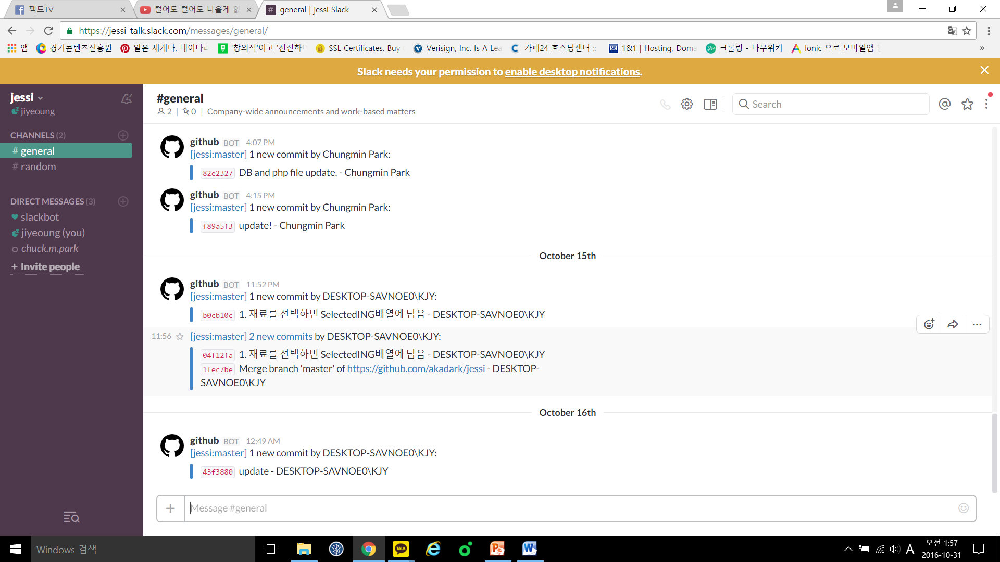 팩트TV
털어도 털어도 나올게 없
general | jessi Slack
https://jessi-talk.slack.com/messages/general/
앱
경기콘텐츠진흥원
알은 세계다. 태어나려
'창의적'이고 '신선하며
SSL Certificates. Buy
Verisign, Inc. Is A Lea
카페24 호스팅센터 ::
1&1 | Hosting, Doma
크롤링 - 나무위키
Ionic 으로 모바일앱
»
Slack needs your permission to enable desktop notifications.
jessi
jiyeoung
CHANNELS (2)
# general
# random
DIRECT MESSAGES (3)
slackbot
jiyeoung (you)
chuck.m.park
+ Invite people
#general
2 | 0 | Company-wide announcements and work-based matters
Search
github BOT 4:07 PM
[jessi:master] 1 new commit by Chungmin Park:
82e2327 DB and php file update. - Chungmin Park
github BOT 4:15 PM
[jessi:master] 1 new commit by Chungmin Park:
f89a5f3 update! - Chungmin Park
October 15th
github BOT 11:52 PM
[jessi:master] 1 new commit by DESKTOP-SAVNOE0\KJY:
b0cb10c 1. 재료를 선택하면 SelectedING배열에 담음 - DESKTOP-SAVNOE0\KJY
11:56 [jessi:master] 2 new commits by DESKTOP-SAVNOE0\KJY:
04f12fa 1. 재료를 선택하면 SelectedING배열에 담음 - DESKTOP-SAVNOE0\KJY
1fec7be Merge branch 'master' of https://github.com/akadark/jessi - DESKTOP-
SAVNOE0\KJY
October 16th
github BOT 12:49 AM
[jessi:master] 1 new commit by DESKTOP-SAVNOE0\KJY:
43f3880 update - DESKTOP-SAVNOE0\KJY
Message #general
Windows 검색
TALK
A
오전 1:57
2016-10-31